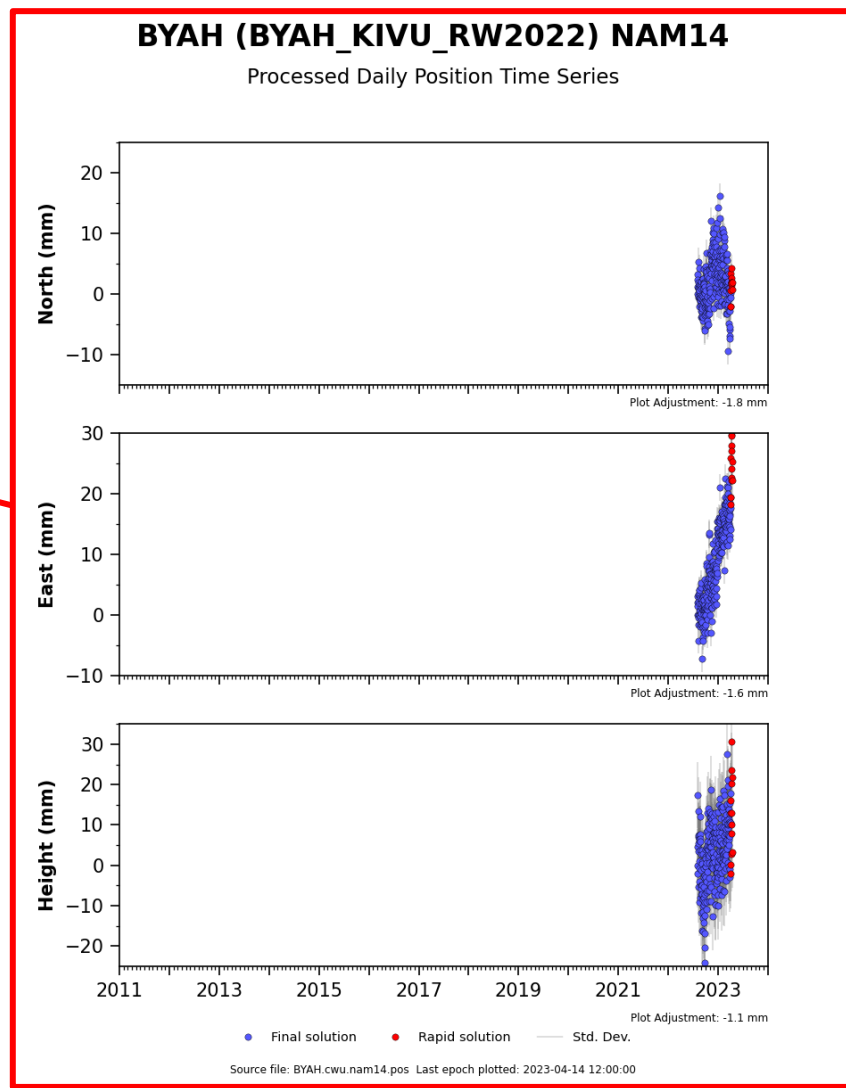 BYAH (BYAH_KIVU_RW2022) NAM14
Processed Daily Position Time Series
North (mm)
20
10
0
−10
Plot Adjustment: -1.8 mm
East (mm)
30
20
10
0
−10
Plot Adjustment: -1.6 mm
Height (mm)
30
20
10
0
−10
−20
2011 2013 2015 2017 2019 2021 2023
Plot Adjustment: -1.1 mm
Final solution Rapid solution Std. Dev.
Source file: BYAH.cwu.nam14.pos Last epoch plotted: 2023-04-14 12:00:00